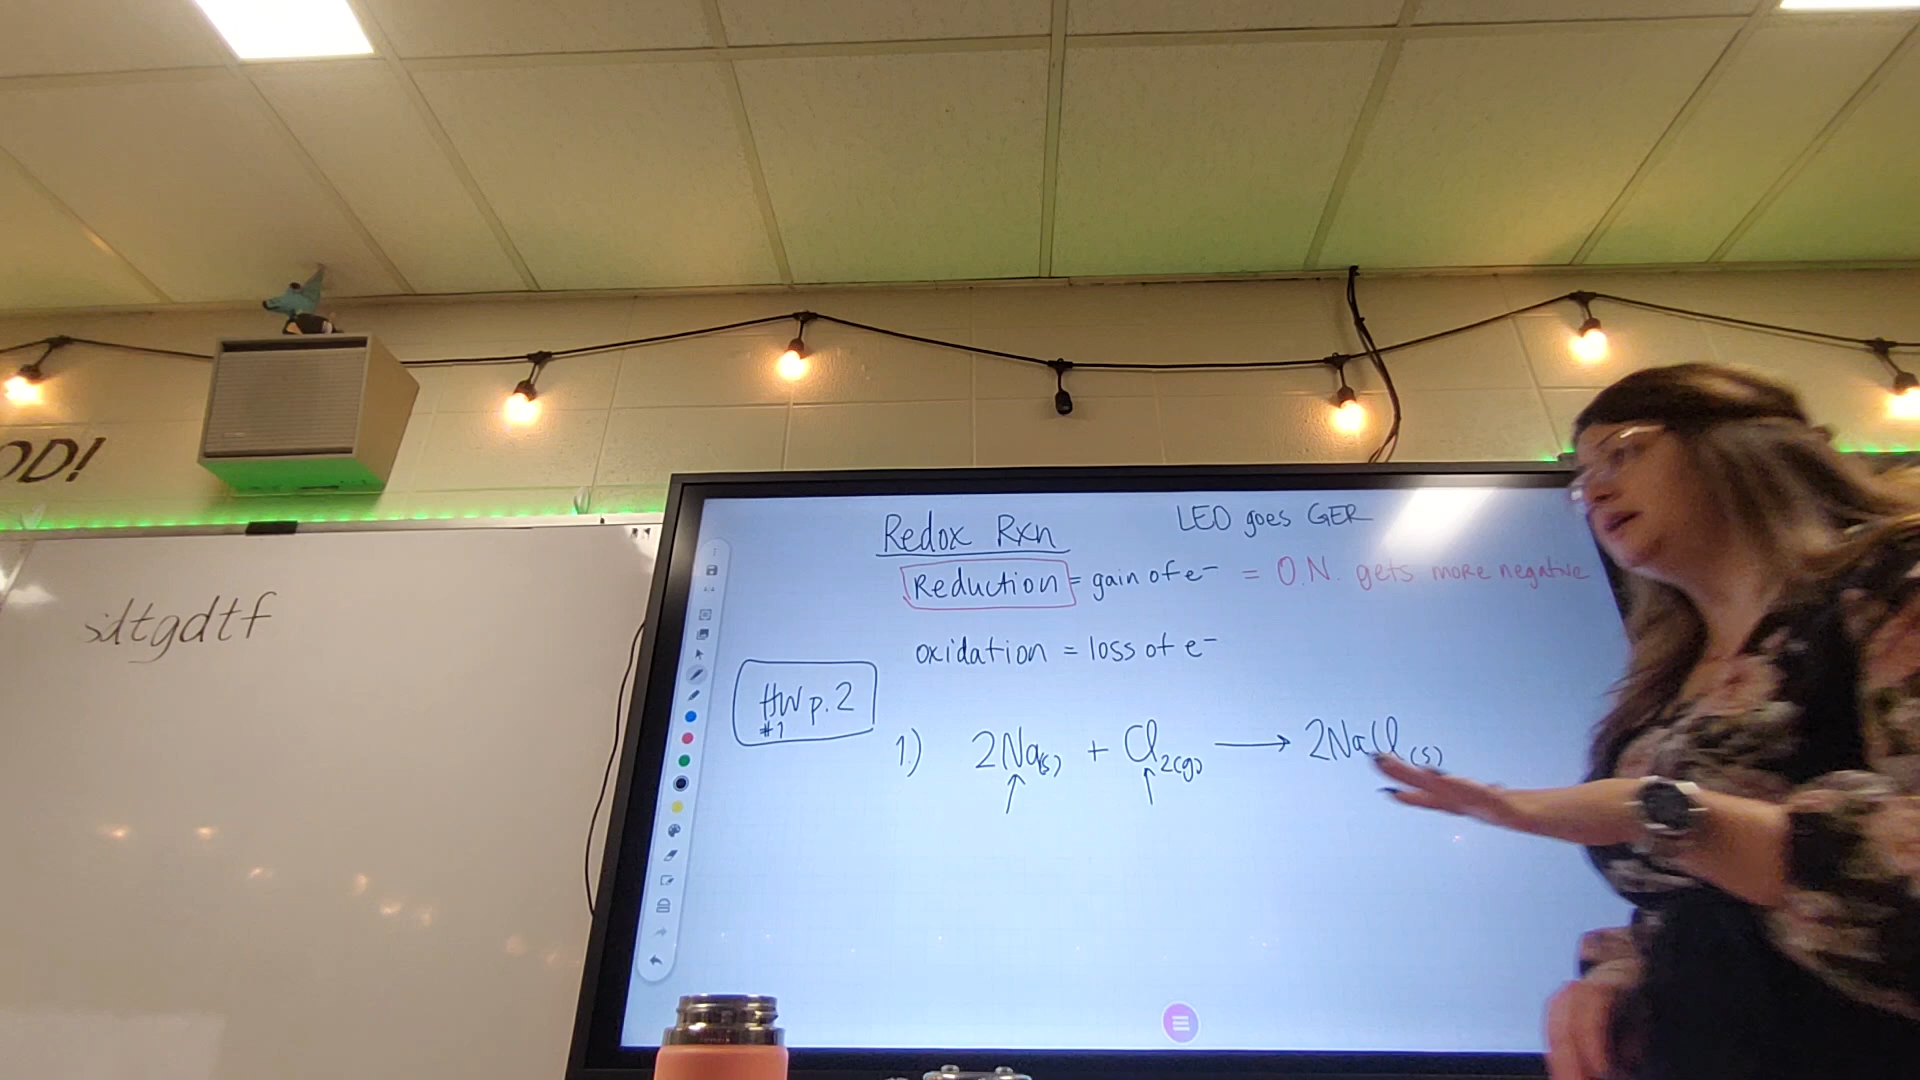 OD!
sdtgdtf
Redox Rxn
LEO goes GER
Reduction = gain of e⁻ = O.N. gets more negative
oxidation = loss of e⁻
HW p. 2
#1
1.) 2Na(s) + Cl₂(g) → 2NaCl(s)